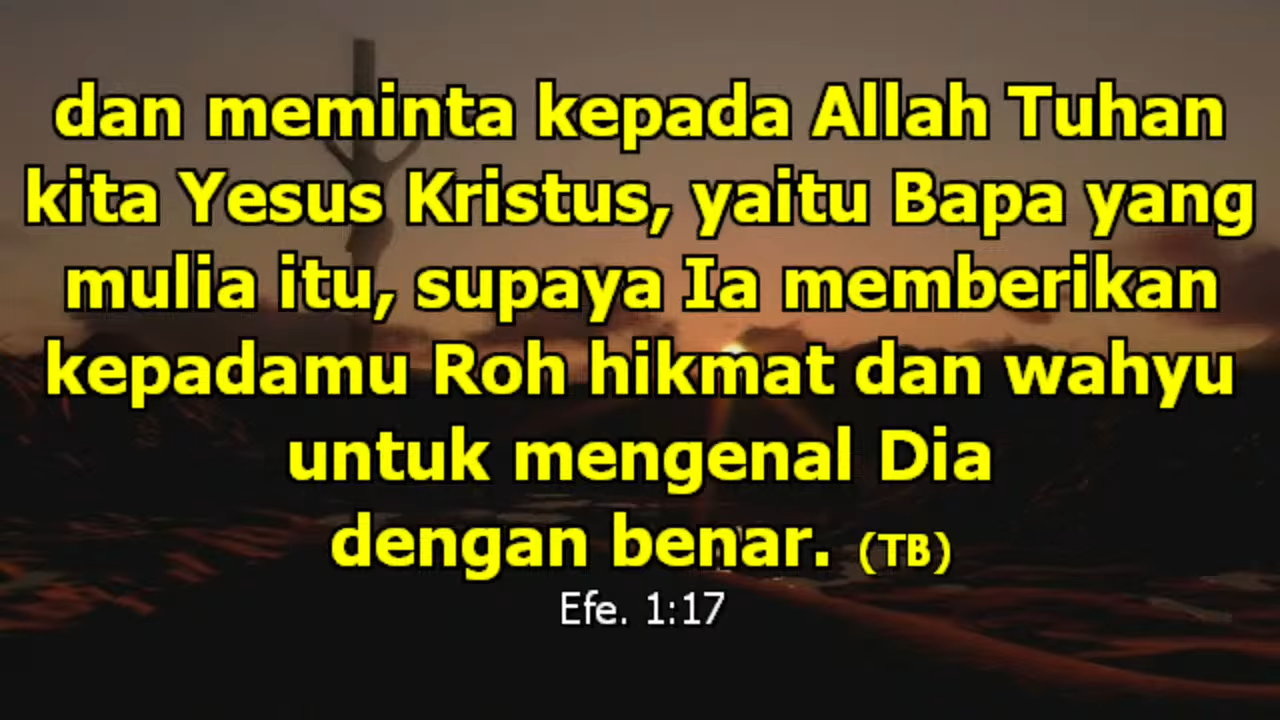 dan meminta kepada Allah Tuhan
kita Yesus Kristus, yaitu Bapa yang
mulia itu, supaya Ia memberikan
kepadamu Roh hikmat dan wahyu
untuk mengenal Dia
dengan benar. (TB)
Efe. 1:17